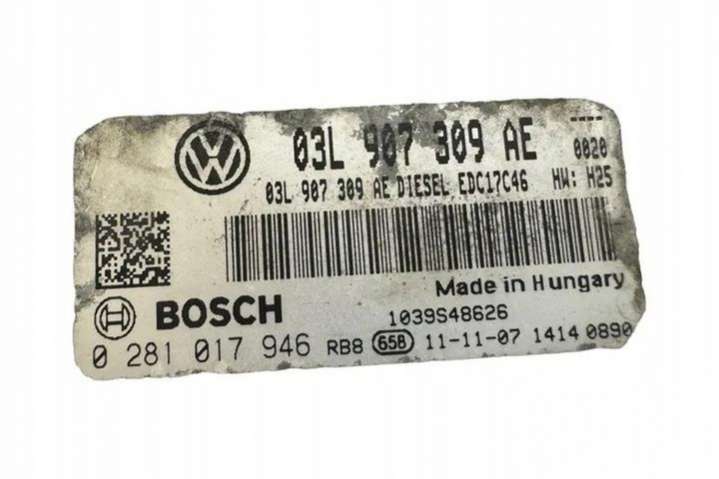 03L 907 309 AE ----
03L 907 309 AE DIESEL EDC17C46 0020
HW: H25
Made in Hungary
BOSCH 1039S48626
0 281 017 946 RB8 658 11-11-07 1414 0890